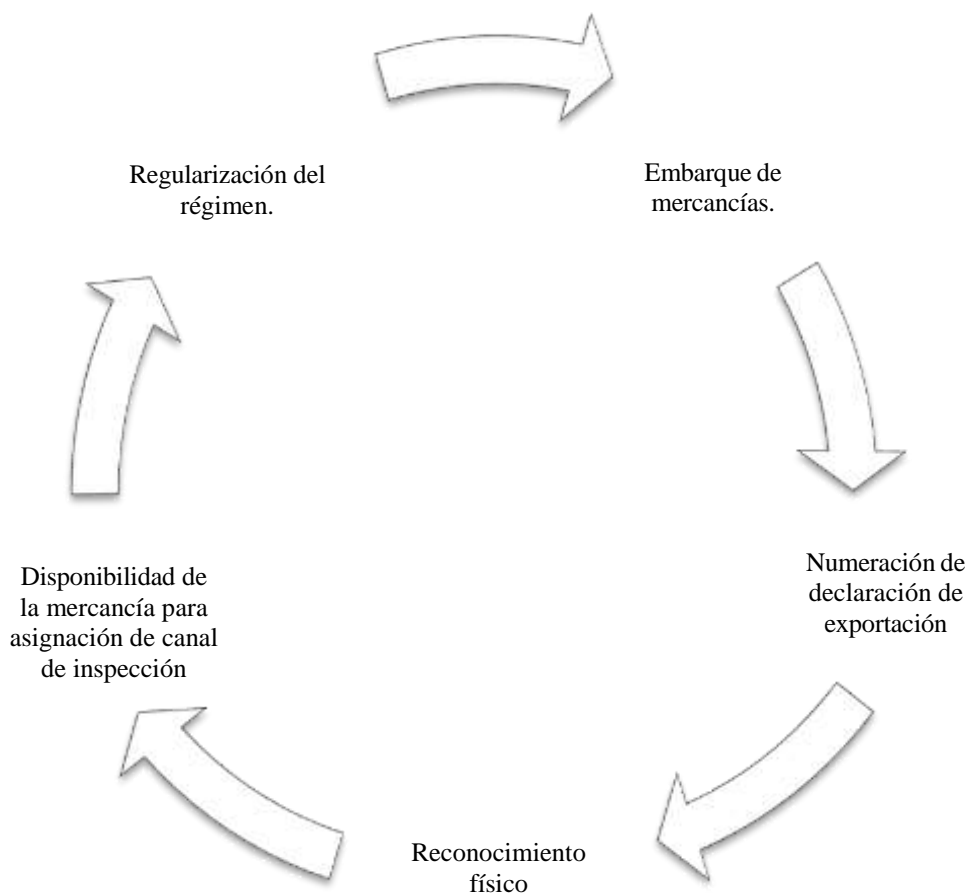 Regularización del
régimen.
Embarque de
mercancías.
Numeración de
declaración de
exportación
Disponibilidad de
la mercancía para
asignación de canal
de inspección
Reconocimiento
físico